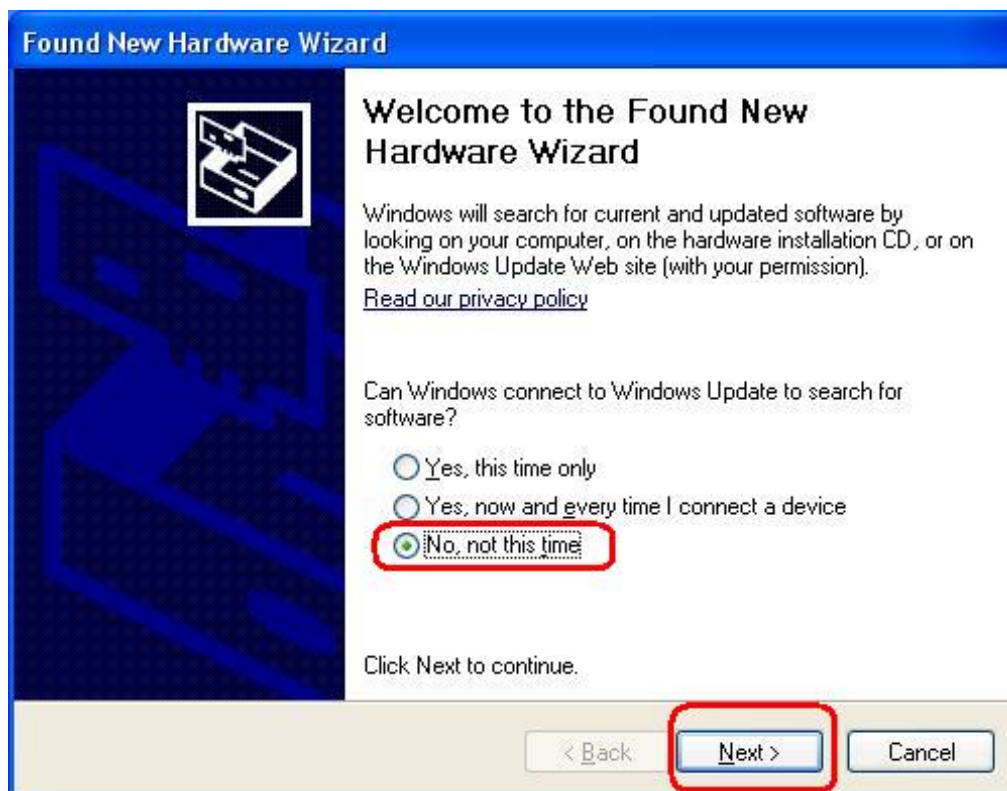 Found New Hardware Wizard
Welcome to the Found New
Hardware Wizard
Windows will search for current and updated software by
looking on your computer, on the hardware installation CD, or on
the Windows Update Web site (with your permission).
Read our privacy policy
Can Windows connect to Windows Update to search for
software?
Yes, this time only
Yes, now and every time I connect a device
No, not this time
Click Next to continue.
< Back Next > Cancel